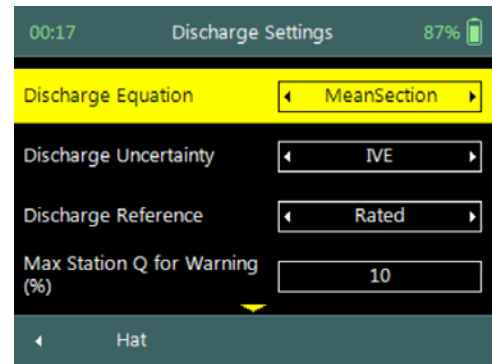 00:17 Discharge Settings 87%
Discharge Equation MeanSection
Discharge Uncertainty IVE
Discharge Reference Rated
Max Station Q for Warning
(%) 10
Hat